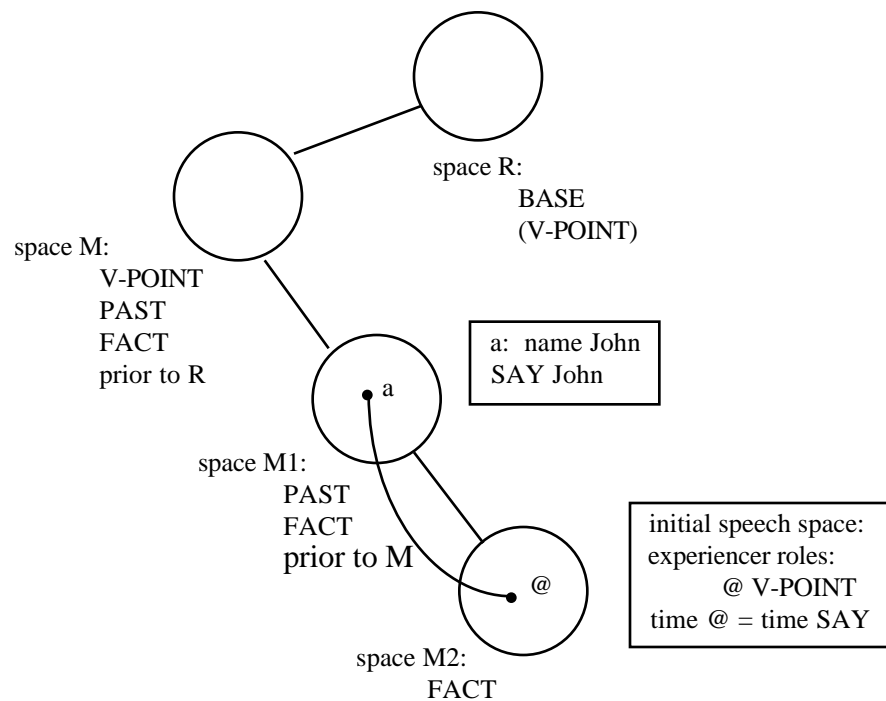 space R:
BASE
(V-POINT)
space M:
V-POINT
PAST
FACT
prior to R
a: name John
SAY John
a
space M1:
PAST
FACT
prior to M
initial speech space:
experiencer roles:
@ V-POINT
time @ = time SAY
@
space M2:
FACT